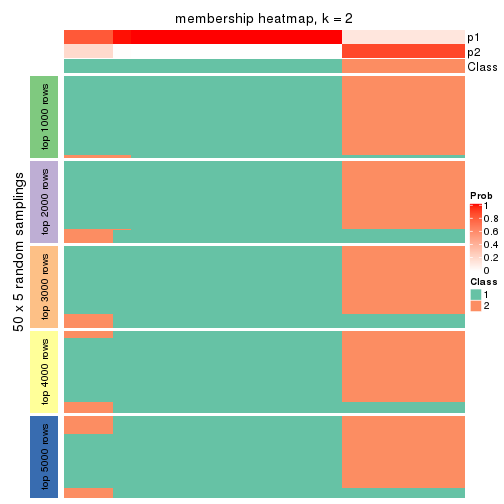 membership heatmap, k = 2
p1
p2
Class
50 x 5 random samplings
top 1000 rows
top 2000 rows
top 3000 rows
top 4000 rows
top 5000 rows
Prob
1
0.8
0.6
0.4
0.2
0
Class
1
2